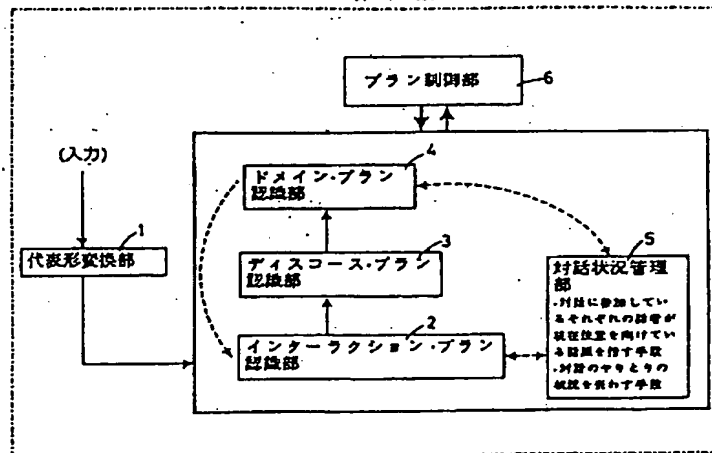 プラン制御部
6
(入力)
4
ドメイン・プラン
認識部
1
代表形変換部
3
ディスコース・プラン
認識部
5
対話状況管理
部
・対話に参加してい
るそれぞれの話者が
現在位置を向けてい
る話題を指す手段
・対話のやりとりの
状況を表わす手段
2
インターラクション・プラン
認識部